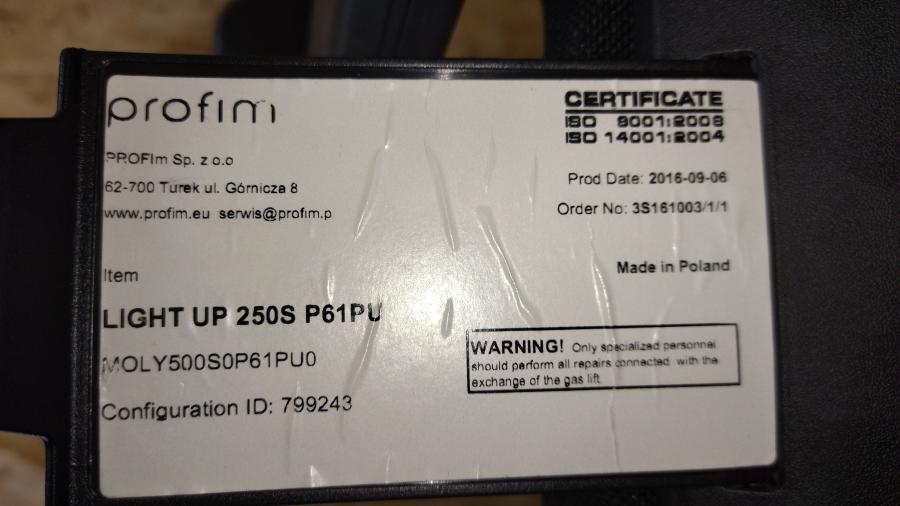 profim
PROFIm Sp. z o.o
62-700 Turek ul. Górnicza 8
www.profim.eu serwis@profim.p
Item
LIGHT UP 250S P61PU
MOLY500S0P61PU0
Configuration ID: 799243
CERTIFICATE
ISO 9001:2008
ISO 14001:2004
Prod Date: 2016-09-06
Order No: 3S161003/1/1
Made in Poland
WARNING! Only specialized personnel
should perform all repairs connected with the
exchange of the gas lift.